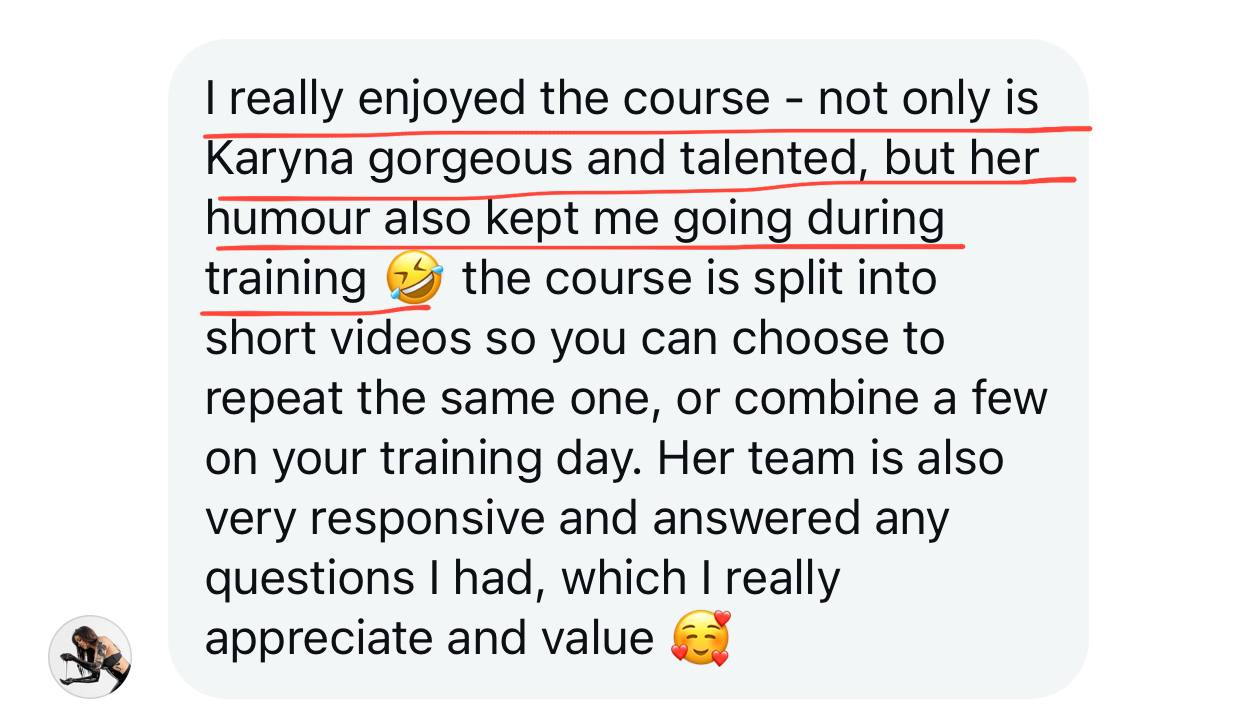 I really enjoyed the course - not only is
Karyna gorgeous and talented, but her
humour also kept me going during
training 🤣 the course is split into
short videos so you can choose to
repeat the same one, or combine a few
on your training day. Her team is also
very responsive and answered any
questions I had, which I really
appreciate and value 🥰